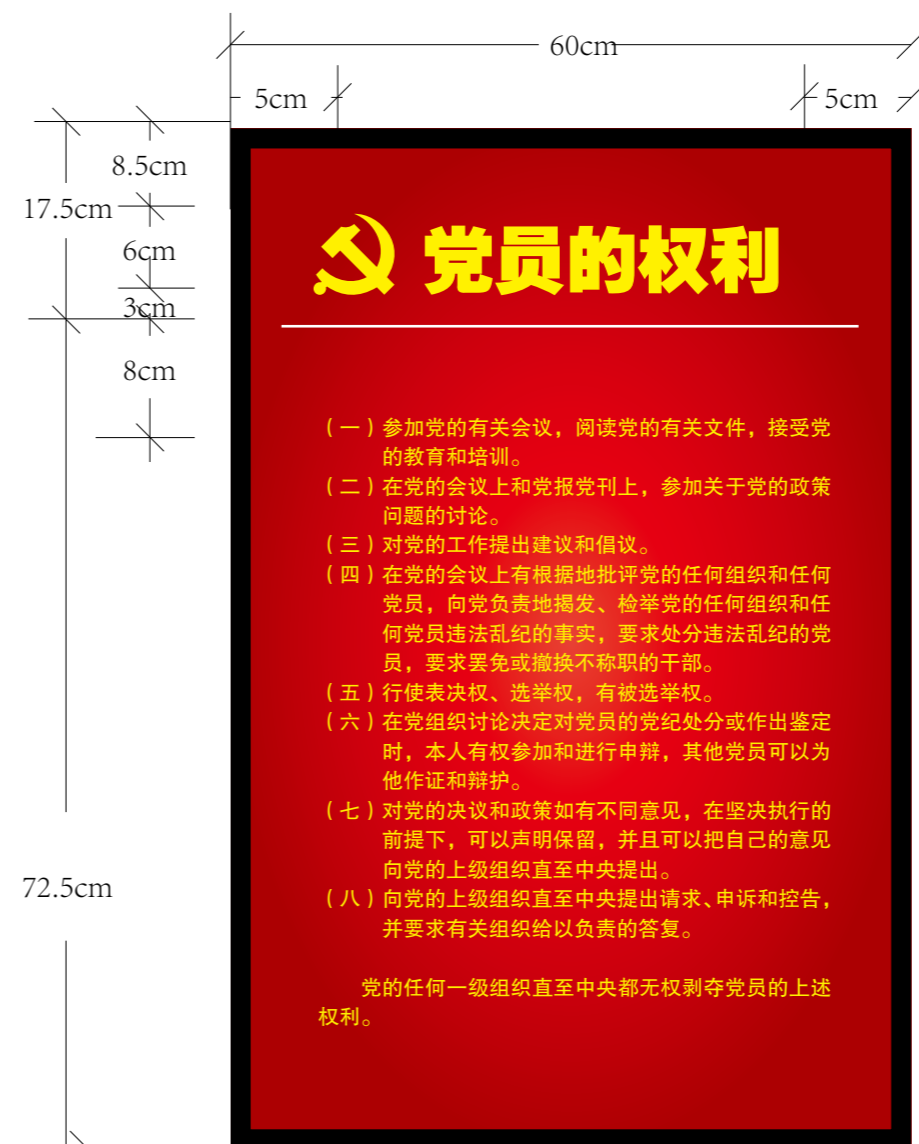 60cm
5cm
5cm
8.5cm
17.5cm
6cm
3cm
8cm
72.5cm
党员的权利
（一）参加党的有关会议，阅读党的有关文件，接受党
的教育和培训。
（二）在党的会议上和党报党刊上，参加关于党的政策
问题的讨论。
（三）对党的工作提出建议和倡议。
（四）在党的会议上有根据地批评党的任何组织和任何
党员，向党负责地揭发、检举党的任何组织和任
何党员违法乱纪的事实，要求处分违法乱纪的党
员，要求罢免或撤换不称职的干部。
（五）行使表决权、选举权，有被选举权。
（六）在党组织讨论决定对党员的党纪处分或作出鉴定
时，本人有权参加和进行申辩，其他党员可以为
他作证和辩护。
（七）对党的决议和政策如有不同意见，在坚决执行的
前提下，可以声明保留，并且可以把自己的意见
向党的上级组织直至中央提出。
（八）向党的上级组织直至中央提出请求、申诉和控告，
并要求有关组织给以负责的答复。
党的任何一级组织直至中央都无权剥夺党员的上述
权利。